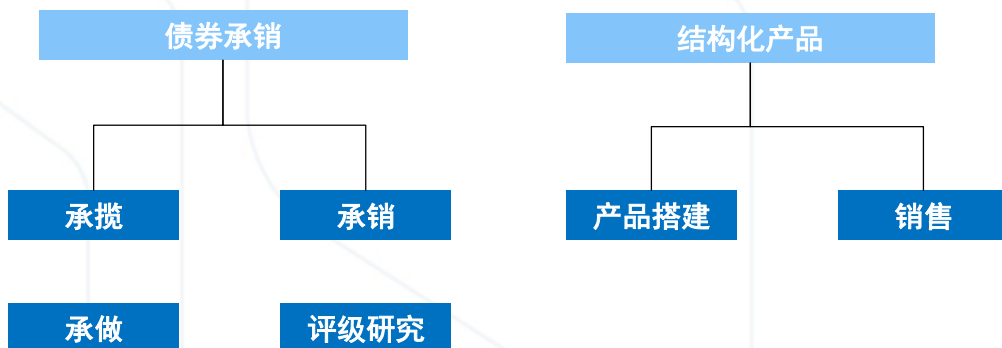 债券承销
结构化产品
承揽
承销
产品搭建
销售
承做
评级研究